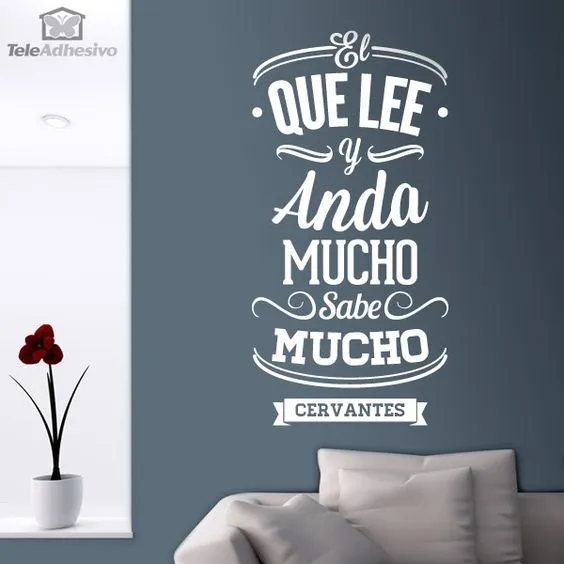 TeleAdhesivo
El
QUE LEE
y
Anda
MUCHO
Sabe
MUCHO
CERVANTES